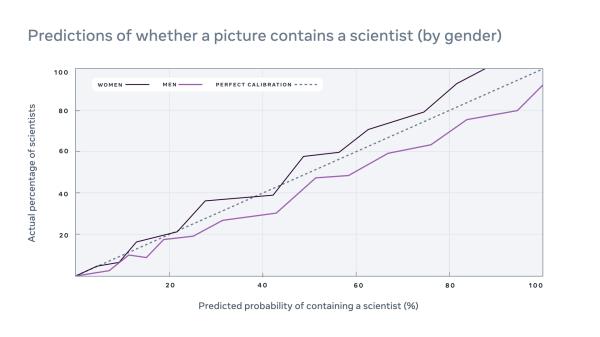 Predictions of whether a picture contains a scientist (by gender)
WOMEN MEN PERFECT CALIBRATION
Actual percentage of scientists
100
80
60
40
20
20 40 60 80 100
Predicted probability of containing a scientist (%)